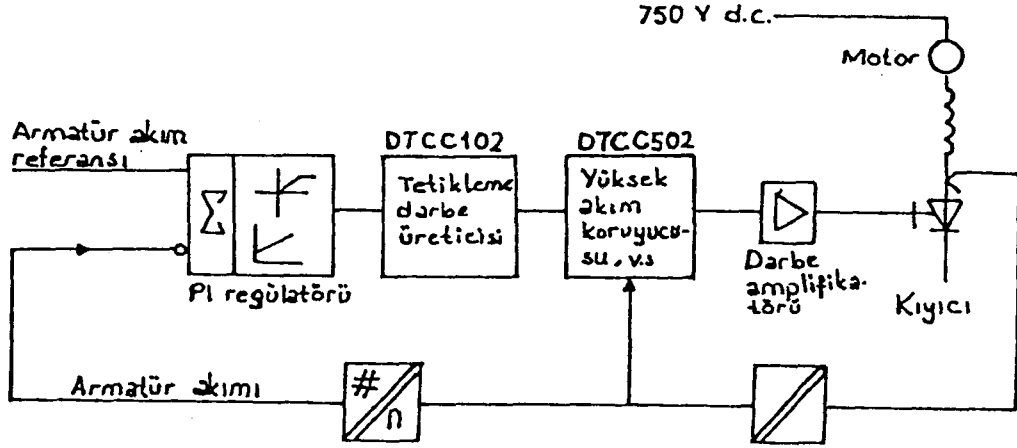 750 V d.c.
Motor
Armatür akım
referansı
DTCC102
DTCC502
Σ
Tetikleme
darbe
üreticisi
Yüksek
akım
koruyucu-
su, v.s
PI regülatörü
Darbe
amplifika-
törü
Kıyıcı
Armatür akımı
#
n